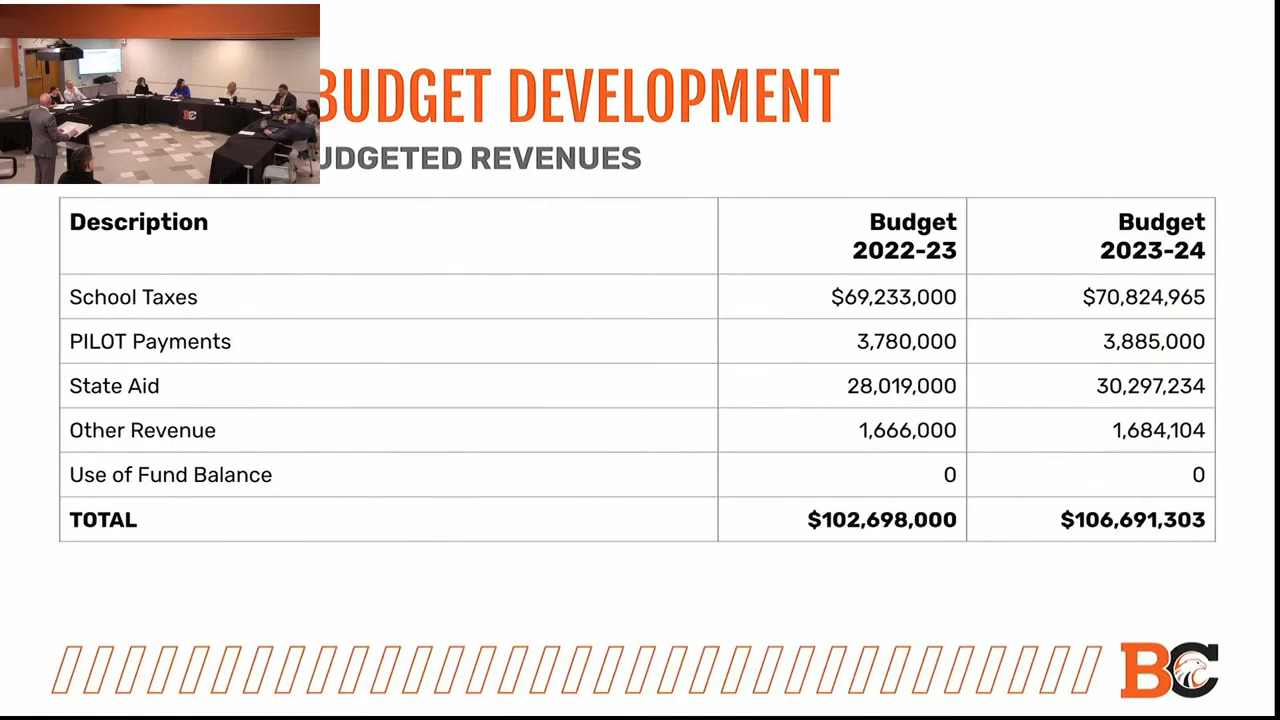 BUDGET DEVELOPMENT
UDGETED REVENUES
Description Budget 2022-23 Budget 2023-24
School Taxes $69,233,000 $70,824,965
PILOT Payments 3,780,000 3,885,000
State Aid 28,019,000 30,297,234
Other Revenue 1,666,000 1,684,104
Use of Fund Balance 0 0
TOTAL $102,698,000 $106,691,303
BC
BC